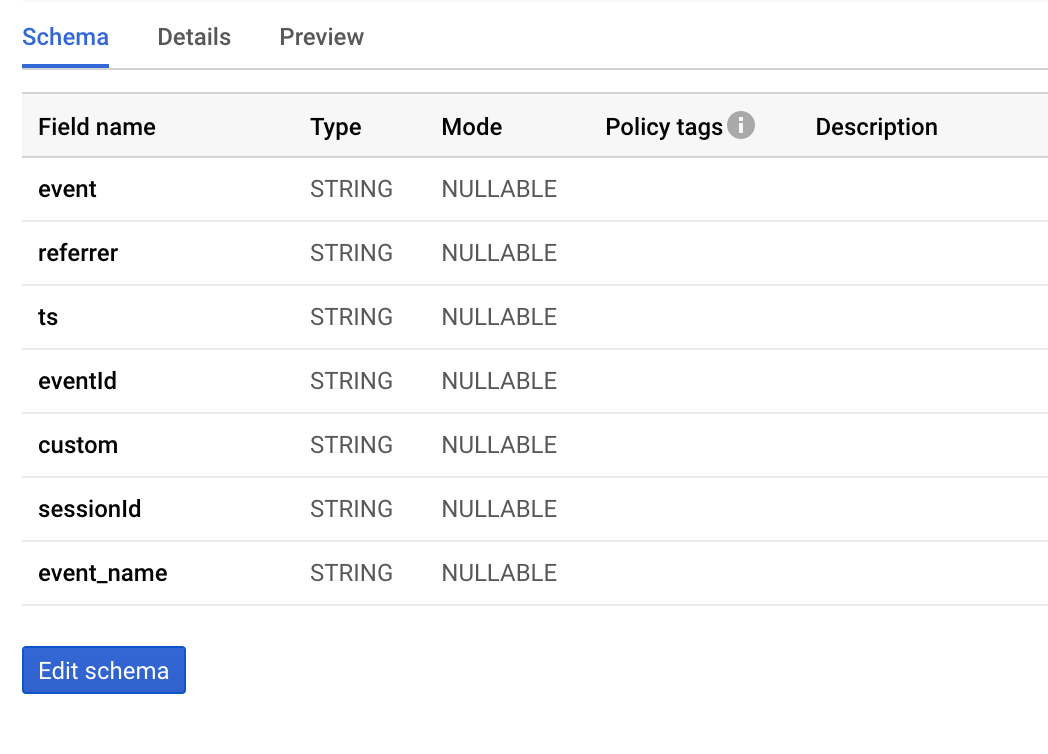 Schema Details Preview
Field name Type Mode Policy tags Description
event STRING NULLABLE
referrer STRING NULLABLE
ts STRING NULLABLE
eventId STRING NULLABLE
custom STRING NULLABLE
sessionId STRING NULLABLE
event_name STRING NULLABLE
Edit schema